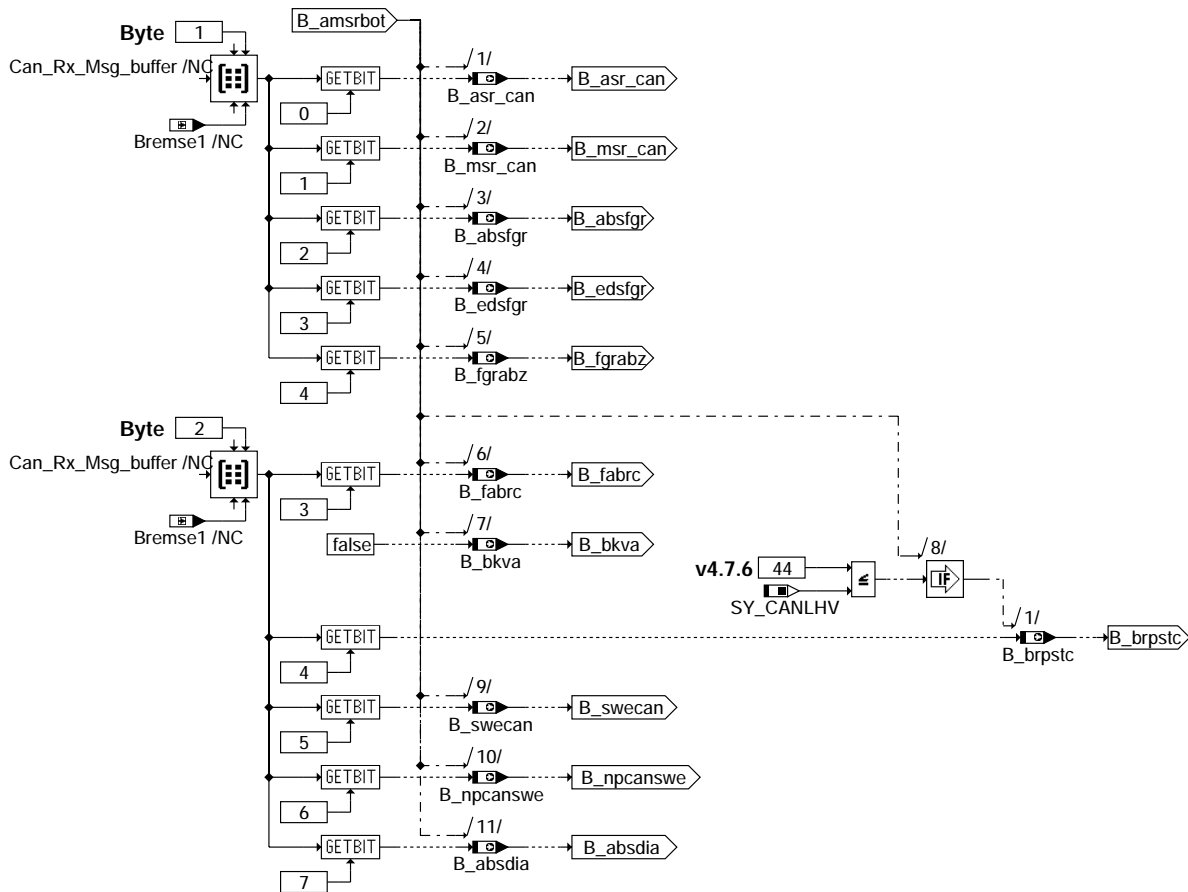 B_amsrbot
Byte 1
Can_Rx_Msg_buffer /NC
Bremse1 /NC
GETBIT
0
1/
B_asr_can
B_asr_can
GETBIT
1
2/
B_msr_can
B_msr_can
GETBIT
2
3/
B_absfgr
B_absfgr
GETBIT
3
4/
B_edsfgr
B_edsfgr
GETBIT
4
5/
B_fgrabz
B_fgrabz
Byte 2
Can_Rx_Msg_buffer /NC
Bremse1 /NC
GETBIT
3
6/
B_fabrc
B_fabrc
false
7/
B_bkva
B_bkva
v4.7.6 44
SY_CANLHV
≤
8/
IF
GETBIT
4
1/
B_brpstc
B_brpstc
GETBIT
5
9/
B_swecan
B_swecan
GETBIT
6
10/
B_npcanswe
B_npcanswe
GETBIT
7
11/
B_absdia
B_absdia